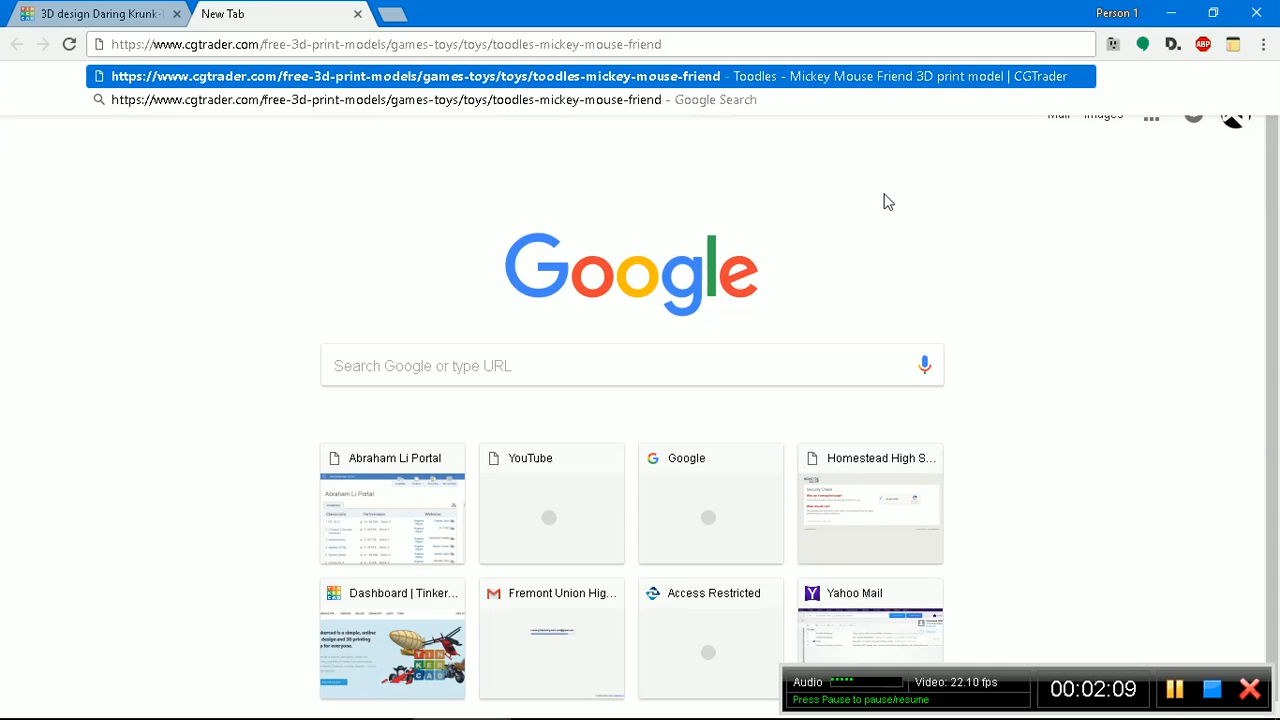 3D design Daring Krunk-
New Tab
Person 1
https://www.cgtrader.com/free-3d-print-models/games-toys/toys/toodles-mickey-mouse-friend
ABP
https://www.cgtrader.com/free-3d-print-models/games-toys/toys/toodles-mickey-mouse-friend - Toodles - Mickey Mouse Friend 3D print model | CGTrader
https://www.cgtrader.com/free-3d-print-models/games-toys/toys/toodles-mickey-mouse-friend - Google Search
Mail Images
Google
Search Google or type URL
Abraham Li Portal
YouTube
Google
Homestead High S...
Abraham Li Portal
Dashboard | Tinker...
Fremont Union Hig...
Access Restricted
Yahoo Mail
Audio
Video: 22.10 fps
Press Pause to pause/resume
00:02:09